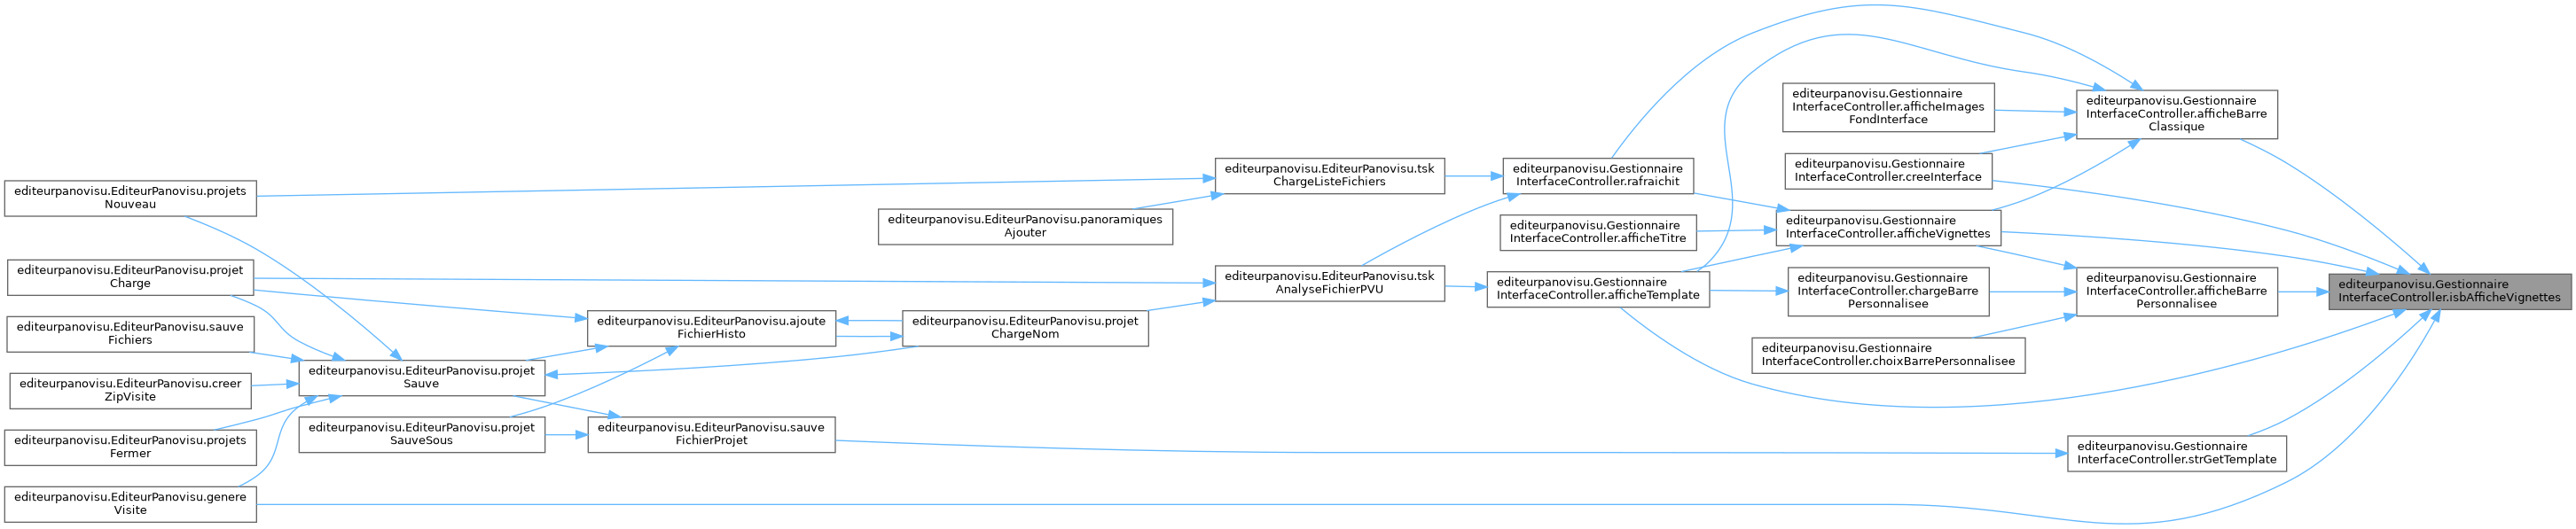 editeurpanovisu.EditeurPanovisu.projets
Nouveau
editeurpanovisu.EditeurPanovisu.projet
Charge
editeurpanovisu.EditeurPanovisu.sauve
Fichiers
editeurpanovisu.EditeurPanovisu.creer
ZipVisite
editeurpanovisu.EditeurPanovisu.projets
Fermer
editeurpanovisu.EditeurPanovisu.genere
Visite
editeurpanovisu.EditeurPanovisu.projet
Sauve
editeurpanovisu.EditeurPanovisu.projet
SauveSous
editeurpanovisu.EditeurPanovisu.ajoute
FichierHisto
editeurpanovisu.EditeurPanovisu.sauve
FichierProjet
editeurpanovisu.EditeurPanovisu.panoramiques
Ajouter
editeurpanovisu.EditeurPanovisu.projet
ChargeNom
editeurpanovisu.EditeurPanovisu.tsk
ChargeListeFichiers
editeurpanovisu.EditeurPanovisu.tsk
AnalyseFichierPVU
editeurpanovisu.Gestionnaire
InterfaceController.rafraichit
editeurpanovisu.Gestionnaire
InterfaceController.afficheTitre
editeurpanovisu.Gestionnaire
InterfaceController.afficheTemplate
editeurpanovisu.Gestionnaire
InterfaceController.afficheImages
FondInterface
editeurpanovisu.Gestionnaire
InterfaceController.creeInterface
editeurpanovisu.Gestionnaire
InterfaceController.afficheVignettes
editeurpanovisu.Gestionnaire
InterfaceController.chargeBarre
Personnalisee
editeurpanovisu.Gestionnaire
InterfaceController.choixBarrePersonnalisee
editeurpanovisu.Gestionnaire
InterfaceController.afficheBarre
Classique
editeurpanovisu.Gestionnaire
InterfaceController.afficheBarre
Personnalisee
editeurpanovisu.Gestionnaire
InterfaceController.strGetTemplate
editeurpanovisu.Gestionnaire
InterfaceController.isbAfficheVignettes